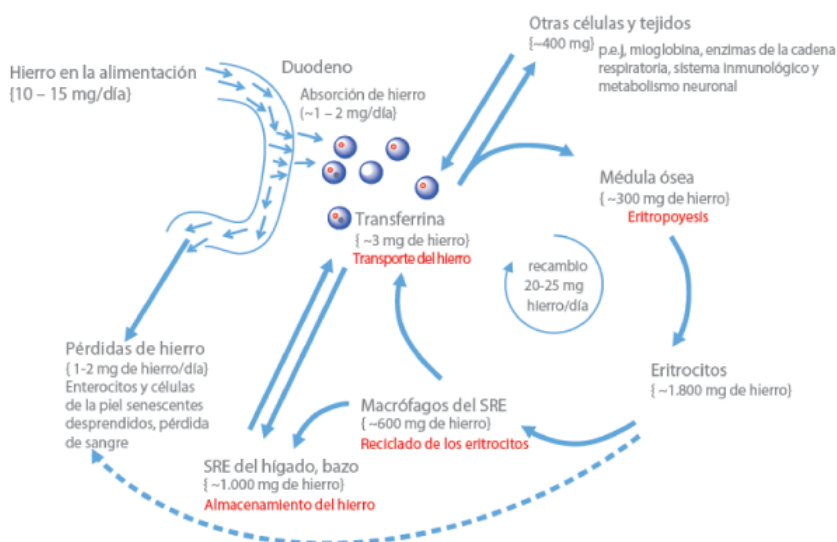 Hierro en la alimentación
{10 – 15 mg/día}
Duodeno
Absorción de hierro
(~1 – 2 mg/día}
Otras células y tejidos
{~400 mg}
p.e.j, mioglobina, enzimas de la cadena
respiratoria, sistema inmunológico y
metabolismo neuronal
Médula ósea
{~300 mg de hierro}
Eritropoyesis
Transferrina
{ ~3 mg de hierro}
Transporte del hierro
recambio
20-25 mg
hierro/día
Pérdidas de hierro
{ 1-2 mg de hierro/día}
Enterocitos y células
de la piel senescentes
desprendidos, pérdida
de sangre
Eritrocitos
{ ~1.800 mg de hierro}
Macrófagos del SRE
{ ~600 mg de hierro}
Reciclado de los eritrocitos
SRE del hígado, bazo
{ ~1.000 mg de hierro}
Almacenamiento del hierro